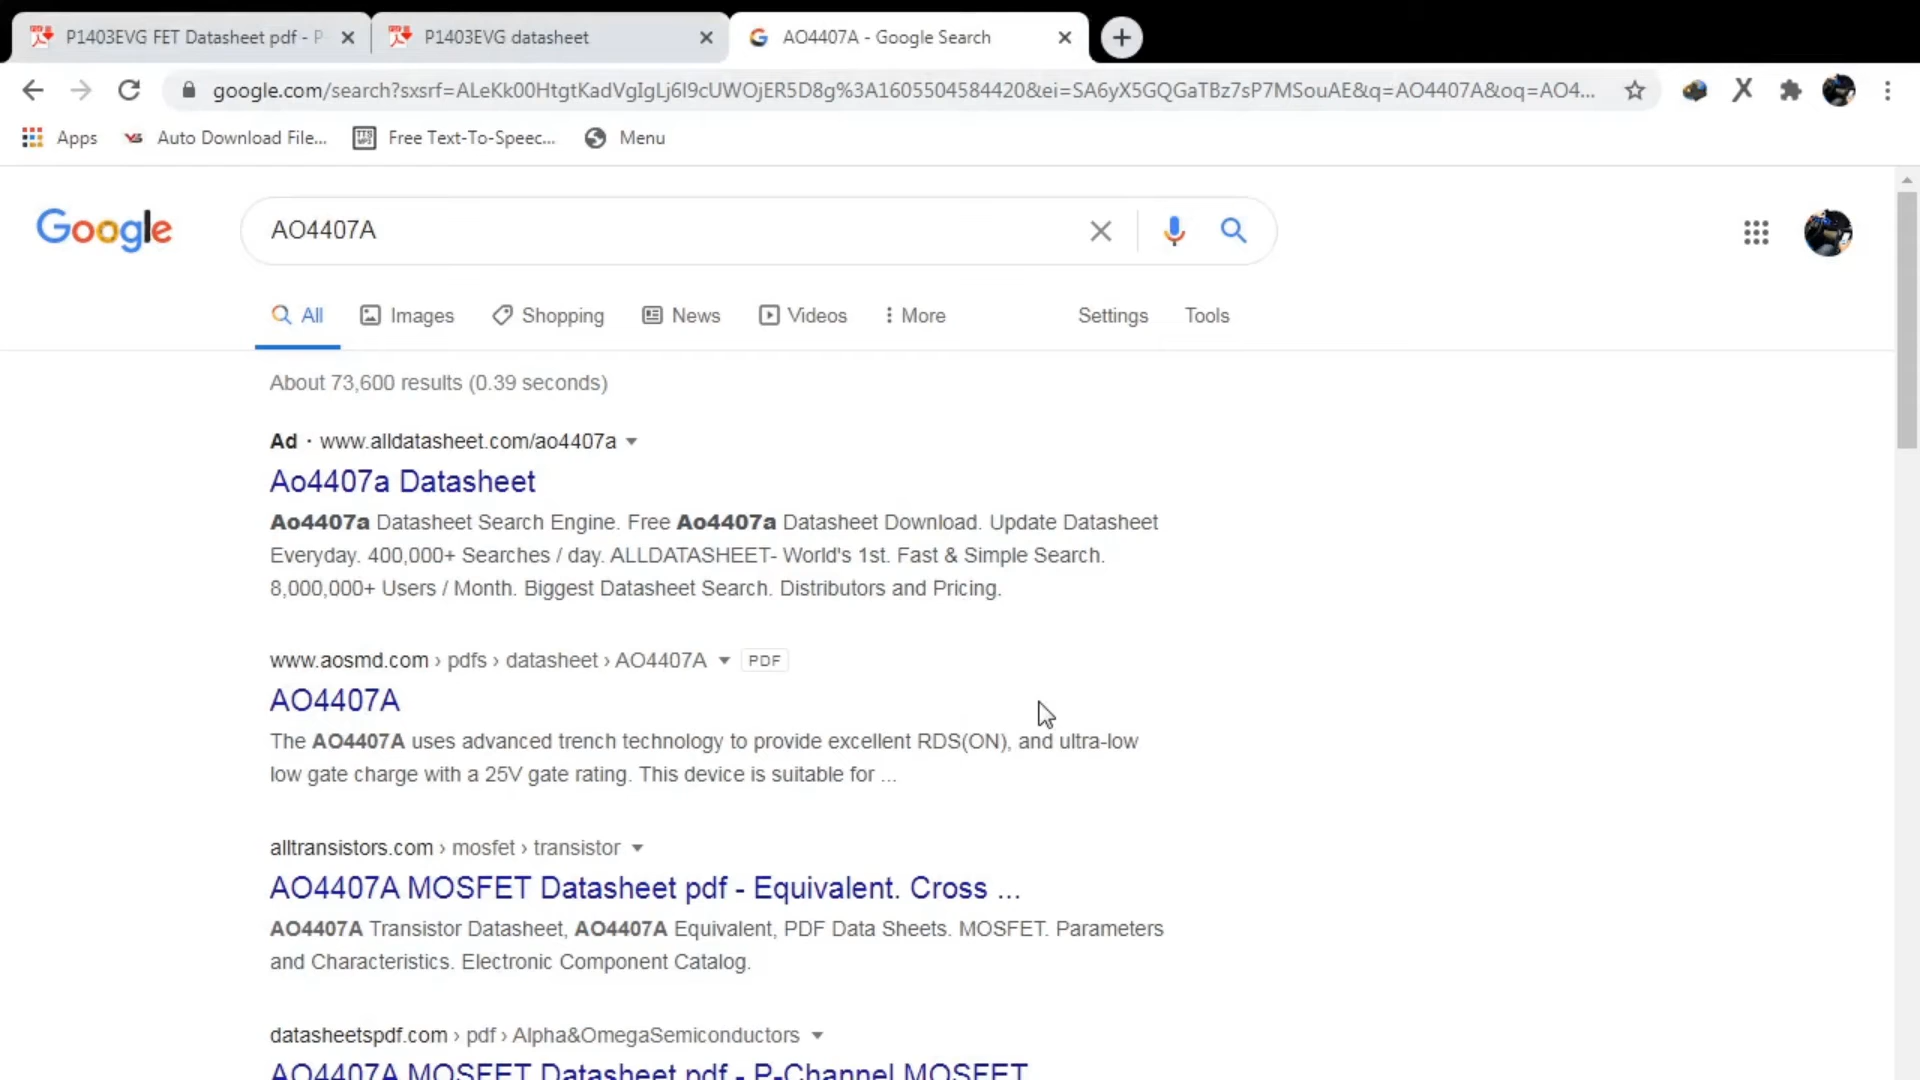 P1403EVG FET Datasheet pdf - P
P1403EVG datasheet
AO4407A - Google Search
google.com/search?sxsrf=ALeKk00HtgtKadVgIgLj6I9cUWOjER5D8g%3A1605504584420&ei=SA6yX5GQGaTBz7sP7MSouAE&q=AO4407A&oq=AO4...
Apps
Auto Download File...
Free Text-To-Speec...
Menu
Google
AO4407A
All
Images
Shopping
News
Videos
More
Settings
Tools
About 73,600 results (0.39 seconds)
Ad · www.alldatasheet.com/ao4407a
Ao4407a Datasheet
Ao4407a Datasheet Search Engine. Free Ao4407a Datasheet Download. Update Datasheet
Everyday. 400,000+ Searches / day. ALLDATASHEET- World's 1st. Fast & Simple Search.
8,000,000+ Users / Month. Biggest Datasheet Search. Distributors and Pricing.
www.aosmd.com › pdfs › datasheet › AO4407A PDF
AO4407A
The AO4407A uses advanced trench technology to provide excellent RDS(ON), and ultra-low
low gate charge with a 25V gate rating. This device is suitable for ...
alltransistors.com › mosfet › transistor
AO4407A MOSFET Datasheet pdf - Equivalent. Cross ...
AO4407A Transistor Datasheet, AO4407A Equivalent, PDF Data Sheets. MOSFET. Parameters
and Characteristics. Electronic Component Catalog.
datasheetspdf.com › pdf › Alpha&OmegaSemiconductors
AO4407A MOSFET Datasheet pdf - P-Channel MOSFET